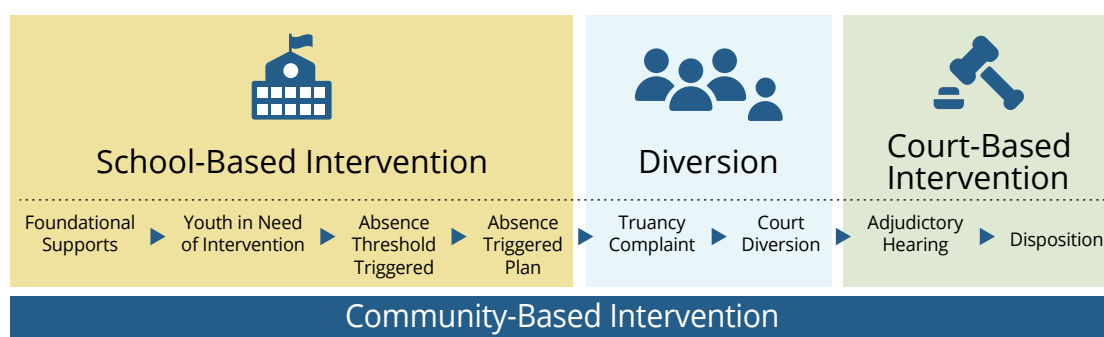 School-Based Intervention
Diversion
Court-Based
Intervention
Foundational
Supports
Youth in Need
of Intervention
Absence
Threshold
Triggered
Absence
Triggered
Plan
Truancy
Complaint
Court
Diversion
Adjudictory
Hearing
Disposition
Community-Based Intervention